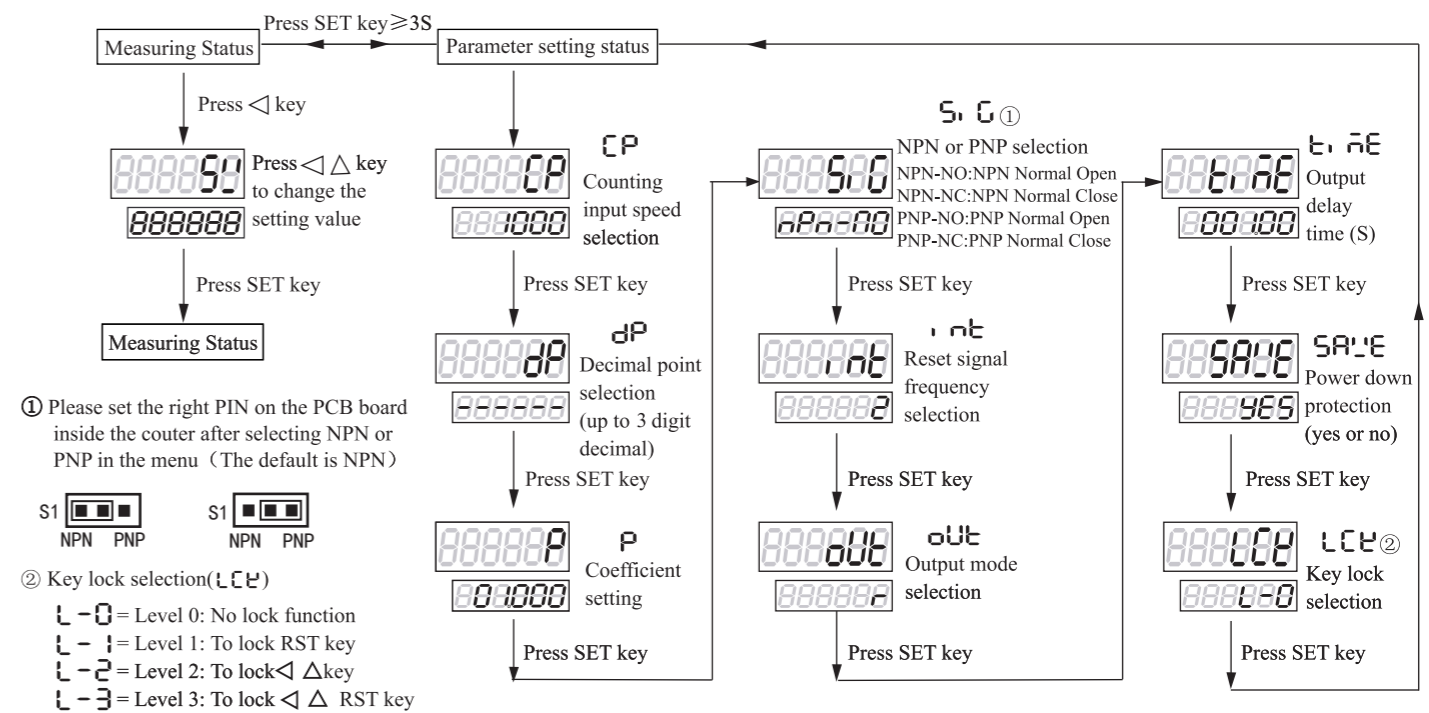 Press SET key≥3S
Measuring Status
Parameter setting status
Press ◁ key
SV
888888
Press ◁ △ key
to change the
setting value
Press SET key
Measuring Status
① Please set the right PIN on the PCB board
inside the couter after selecting NPN or
PNP in the menu（The default is NPN）
S1
NPN PNP
S1
NPN PNP
② Key lock selection(LCK)
L-0 = Level 0: No lock function
L-1 = Level 1: To lock RST key
L-2 = Level 2: To lock◁ △key
L-3 = Level 3: To lock ◁ △ RST key
CP
1000
CP
Counting
input speed
selection
Press SET key
dP
------
dP
Decimal point
selection
(up to 3 digit
decimal)
Press SET key
P
01.000
P
Coefficient
setting
Press SET key
SiG
nPn-nO
SiG①
NPN or PNP selection
NPN-NO:NPN Normal Open
NPN-NC:NPN Normal Close
PNP-NO:PNP Normal Open
PNP-NC:PNP Normal Close
Press SET key
int
2
int
Reset signal
frequency
selection
Press SET key
oUt
r
oUt
Output mode
selection
Press SET key
tiME
001.00
tiME
Output
delay
time (S)
Press SET key
SAVE
YES
SAVE
Power down
protection
(yes or no)
Press SET key
LCK
L-0
LCK②
Key lock
selection
Press SET key